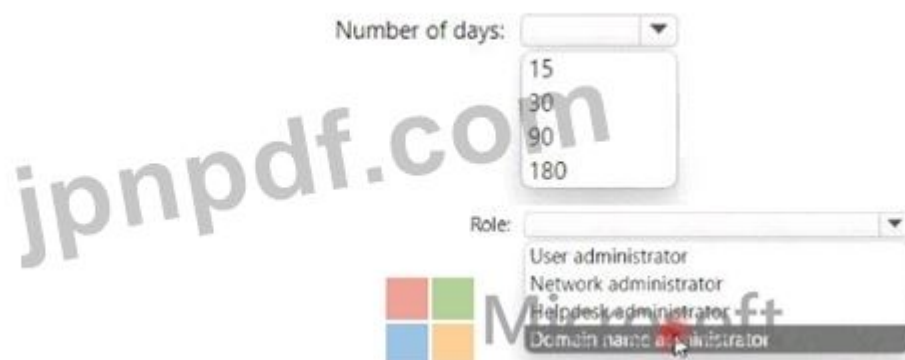 Number of days:
15
30
90
180
jpnpdf.com
Role:
User administrator
Network administrator
Helpdesk administrator
Domain name administrator
Microsoft